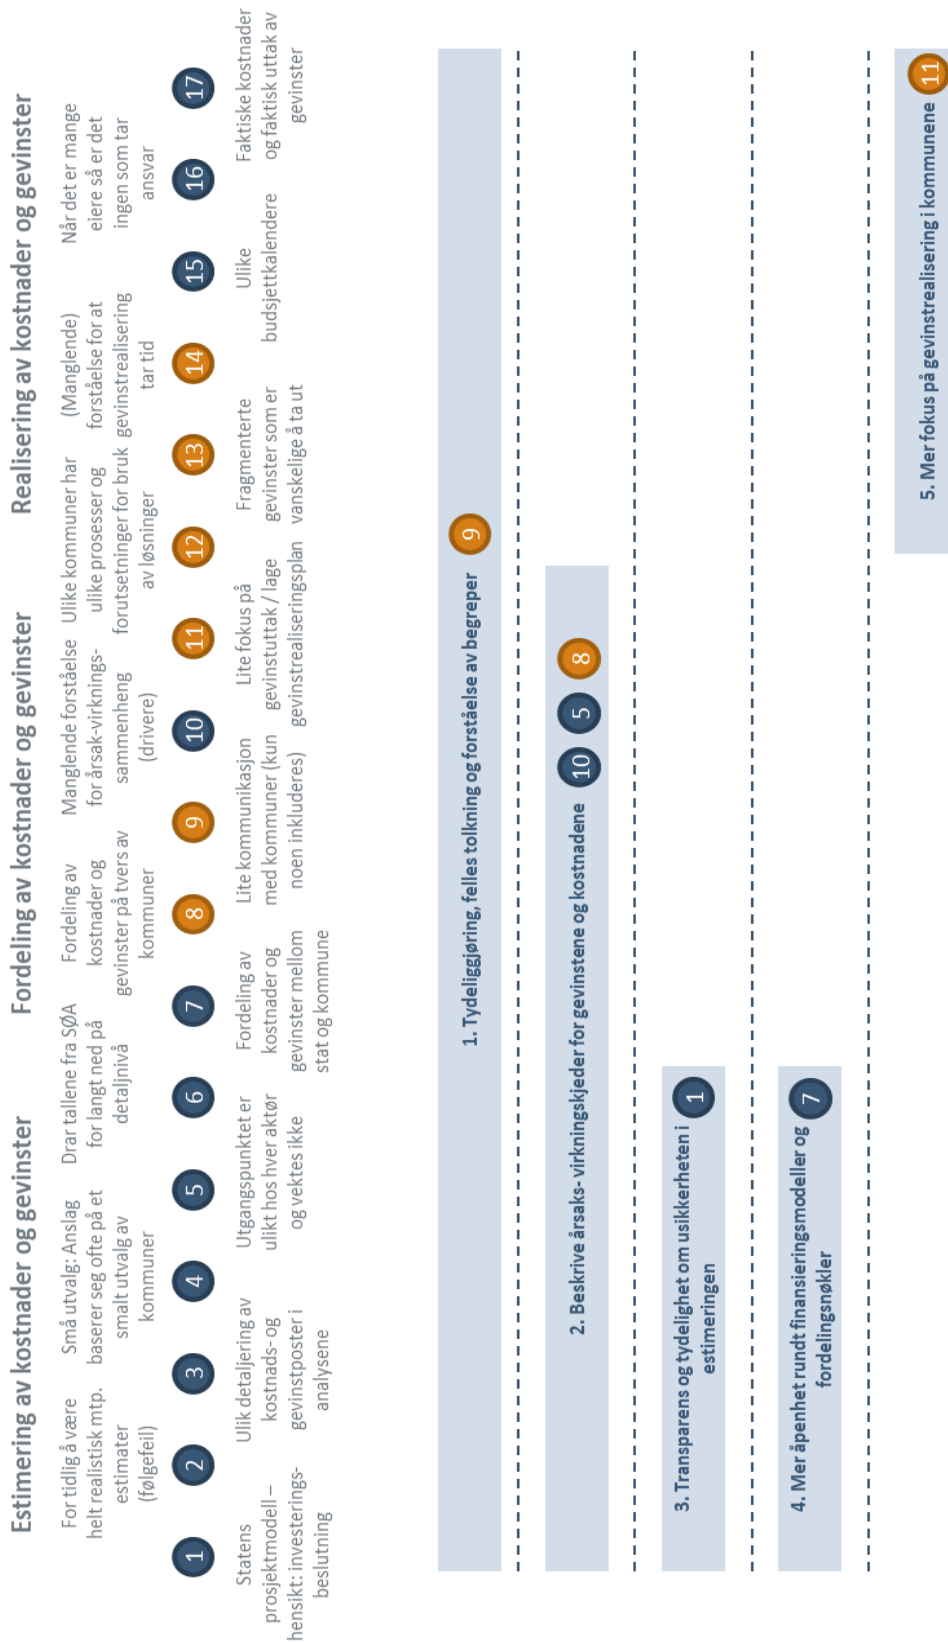 Estimering av kostnader og gevinster
Fordeling av kostnader og gevinster
Realisering av kostnader og gevinster
For tidlig å være
helt realistisk mtp.
estimater
(følgefeil)
Små utvalg: Anslag
baserer seg ofte på et
smalt utvalg av
kommuner
Drar tallene fra SØA
for langt ned på
detaljnivå
Fordeling av
kostnader og
gevinster på tvers av
kommuner
Manglende forståelse
for årsak-virknings-
sammenheng
(drivere)
Ulike kommuner har
ulike prosesser og
forutsetninger for bruk
av løsninger
(Manglende)
forståelse for at
gevinstrealisering
tar tid
Når det er mange
eiere så er det
ingen som tar
ansvar
1
2
3
4
5
6
7
8
9
10
11
12
13
14
15
16
17
Statens
prosjektmodell –
hensikt: investerings-
beslutning
Ulik detaljering av
kostnads- og
gevinstposter i
analysene
Utgangspunktet er
ulikt hos hver aktør
og vektes ikke
Fordeling av
kostnader og
gevinster mellom
stat og kommune
Lite kommunikasjon
med kommuner (kun
noen inkluderes)
Lite fokus på
gevinstuttak / lage
gevinstrealiseringsplan
Fragmenterte
gevinster som er
vanskelige å ta ut
Ulike
budsjettkalendere
Faktiske kostnader
og faktisk uttak av
gevinster
1. Tydeliggjøring, felles tolkning og forståelse av begreper 9
2. Beskrive årsaks- virkningskjeder for gevinstene og kostnadene 10 5 8
3. Transparens og tydelighet om usikkerheten i
estimeringen
1
4. Mer åpenhet rundt finansieringsmodeller og
fordelingsnøkler
7
5. Mer fokus på gevinstrealisering i kommunene 11